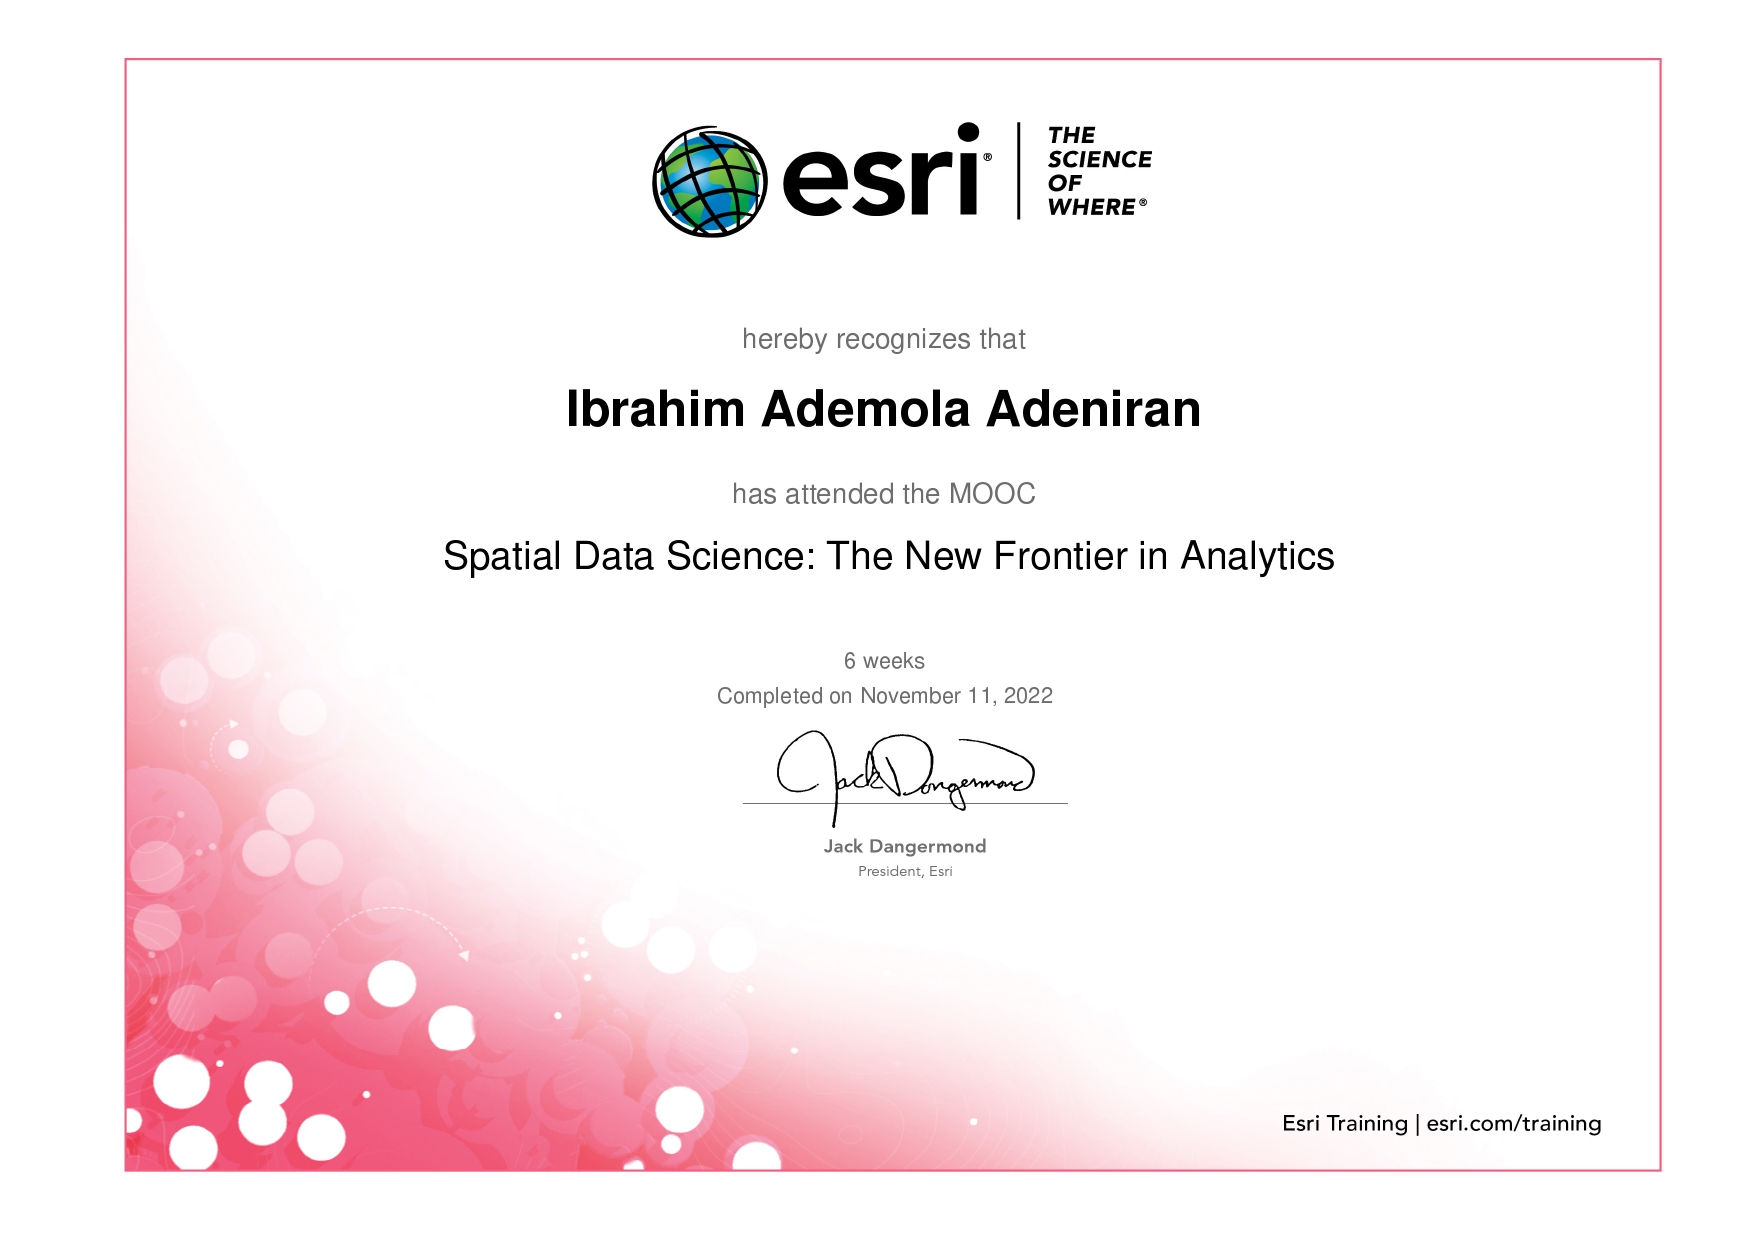 esri®
THE
SCIENCE
OF
WHERE®
hereby recognizes that
Ibrahim Ademola Adeniran
has attended the MOOC
Spatial Data Science: The New Frontier in Analytics
6 weeks
Completed on November 11, 2022
Jack Dangermond
Jack Dangermond
President, Esri
Esri Training | esri.com/training